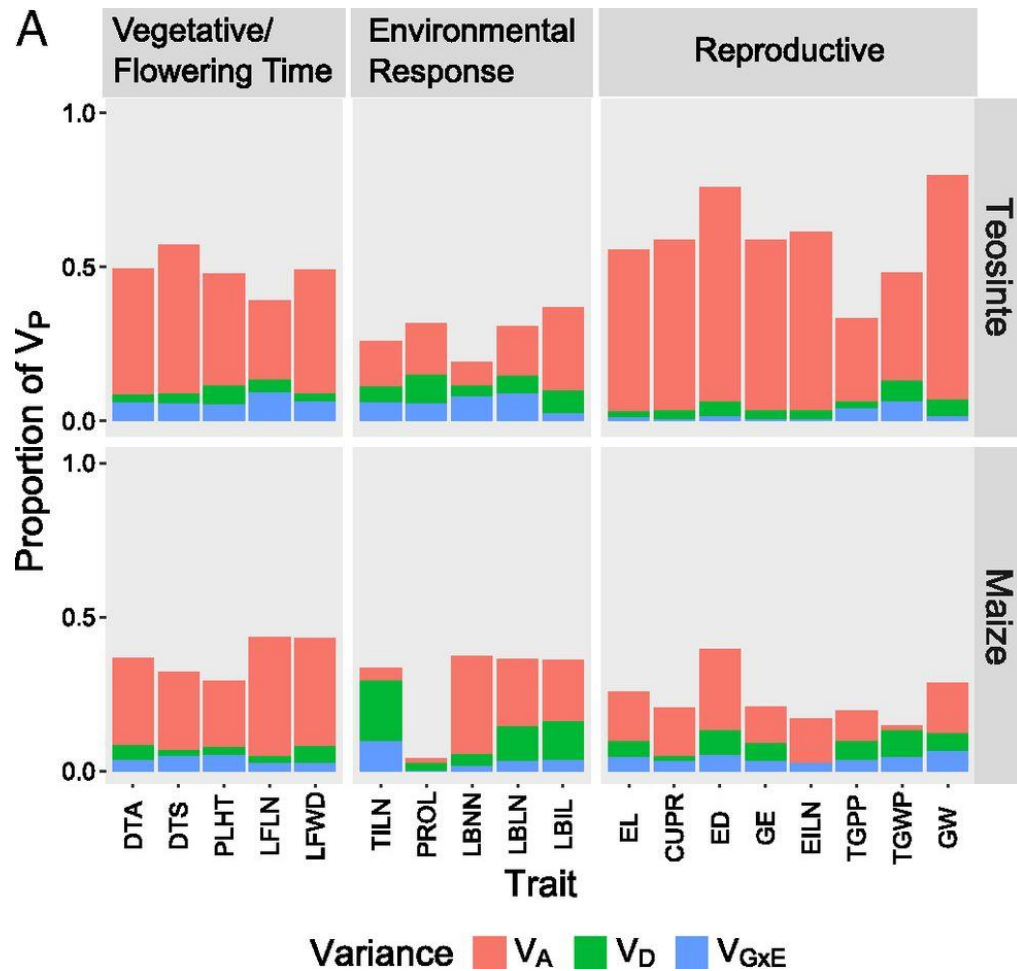 A
Vegetative/
Flowering Time
Environmental
Response
Reproductive
1.0
0.5
0.0
Teosinte
Proportion of VP
1.0
0.5
0.0
Maize
DTA
DTS
PLHT
LFLN
LFWD
TILN
PROL
LBNN
LBLN
LBIL
EL
CUPR
ED
GE
EILN
TGPP
TGWP
GW
Trait
Variance VA VD VGxE